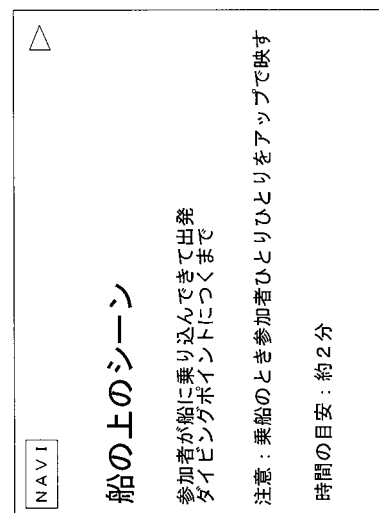 NAVI
船の上のシーン
参加者が船に乗り込んできて出発
ダイビングポイントにつくまで
注意：乗船のとき参加者ひとりひとりをアップで映す
時間の目安：約２分